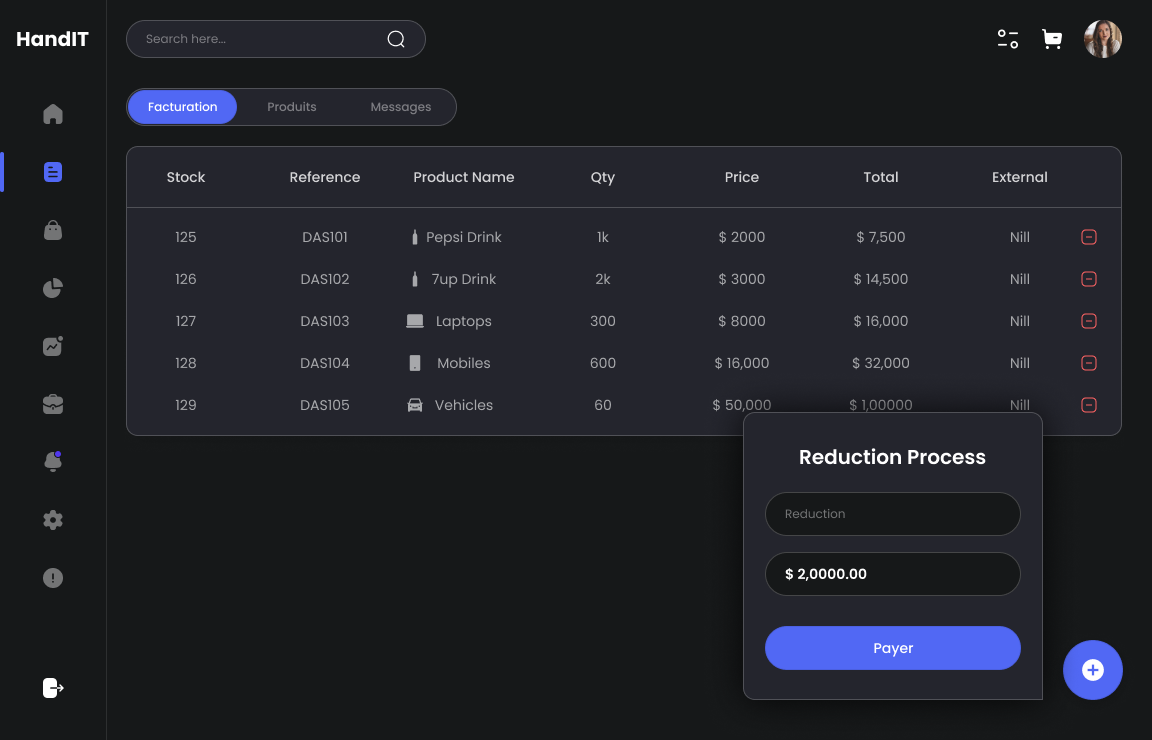 HandIT
Search here...
Facturation Produits Messages
Stock Reference Product Name Qty Price Total External
125 DAS101 Pepsi Drink 1k $ 2000 $ 7,500 Nill
126 DAS102 7up Drink 2k $ 3000 $ 14,500 Nill
127 DAS103 Laptops 300 $ 8000 $ 16,000 Nill
128 DAS104 Mobiles 600 $ 16,000 $ 32,000 Nill
129 DAS105 Vehicles 60 $ 50,000 $ 1,00000 Nill
Reduction Process
Reduction
$ 2,0000.00
Payer